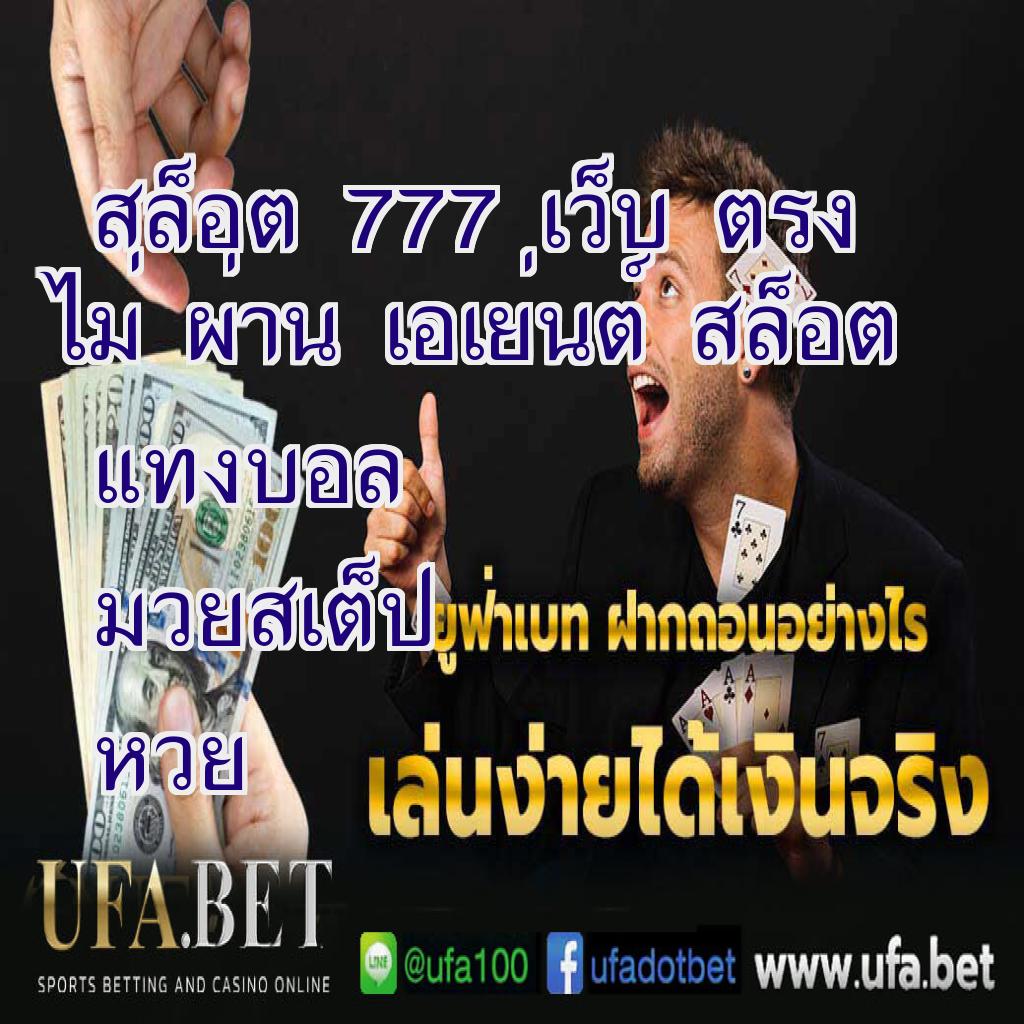 สล็อต 777 เว็บ ตรง
ไม่ ผ่าน เอเย่นต์ สล็อต
แทงบอล
มวยสเต็ป
ยูฟ่าเบท ฝากถอนอย่างไร
หวย
เล่นง่ายได้เงินจริง
UFA.BET
SPORTS BETTING AND CASINO ONLINE
LINE @ufa100 f ufadotbet www.ufa.bet